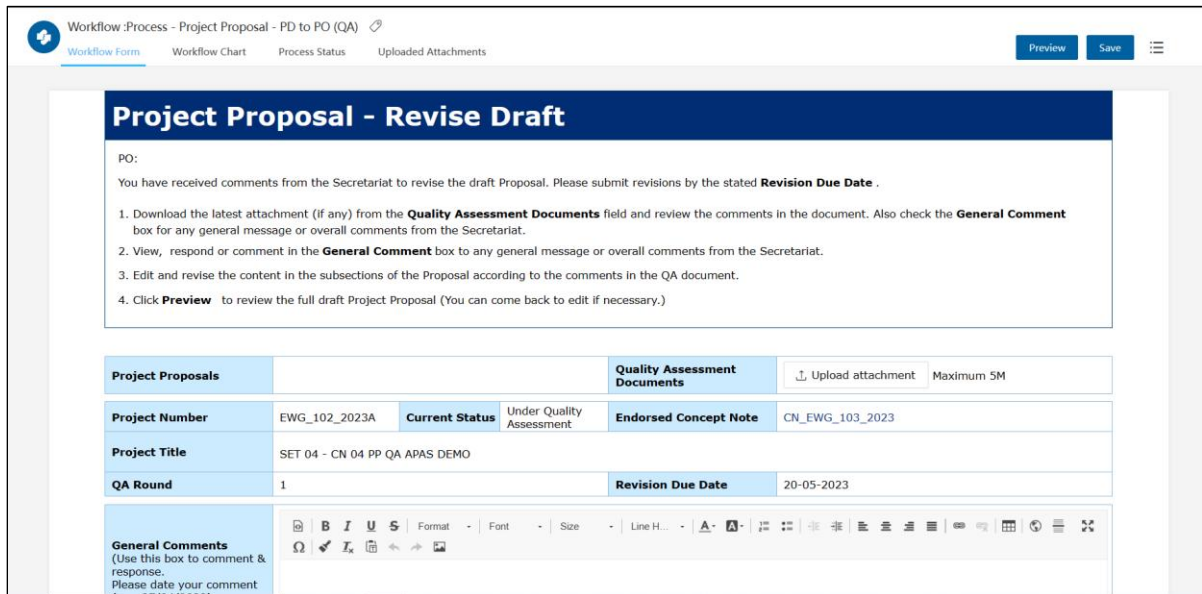 Workflow :Process - Project Proposal - PD to PO (QA)
Workflow Form Workflow Chart Process Status Uploaded Attachments
Preview Save
Project Proposal - Revise Draft
PO:
You have received comments from the Secretariat to revise the draft Proposal. Please submit revisions by the stated Revision Due Date .
1. Download the latest attachment (if any) from the Quality Assessment Documents field and review the comments in the document. Also check the General Comment
box for any general message or overall comments from the Secretariat.
2. View, respond or comment in the General Comment box to any general message or overall comments from the Secretariat.
3. Edit and revise the content in the subsections of the Proposal according to the comments in the QA document.
4. Click Preview to review the full draft Project Proposal (You can come back to edit if necessary.)
Project Proposals
Quality Assessment
Documents
Upload attachment Maximum 5M
Project Number EWG_102_2023A Current Status Under Quality
Assessment
Endorsed Concept Note CN_EWG_103_2023
Project Title SET 04 - CN 04 PP QA APAS DEMO
QA Round 1 Revision Due Date 20-05-2023
B I U S Format Font Size Line H... A A
Ω Tx
General Comments
(Use this box to comment &
response.
Please date your comment